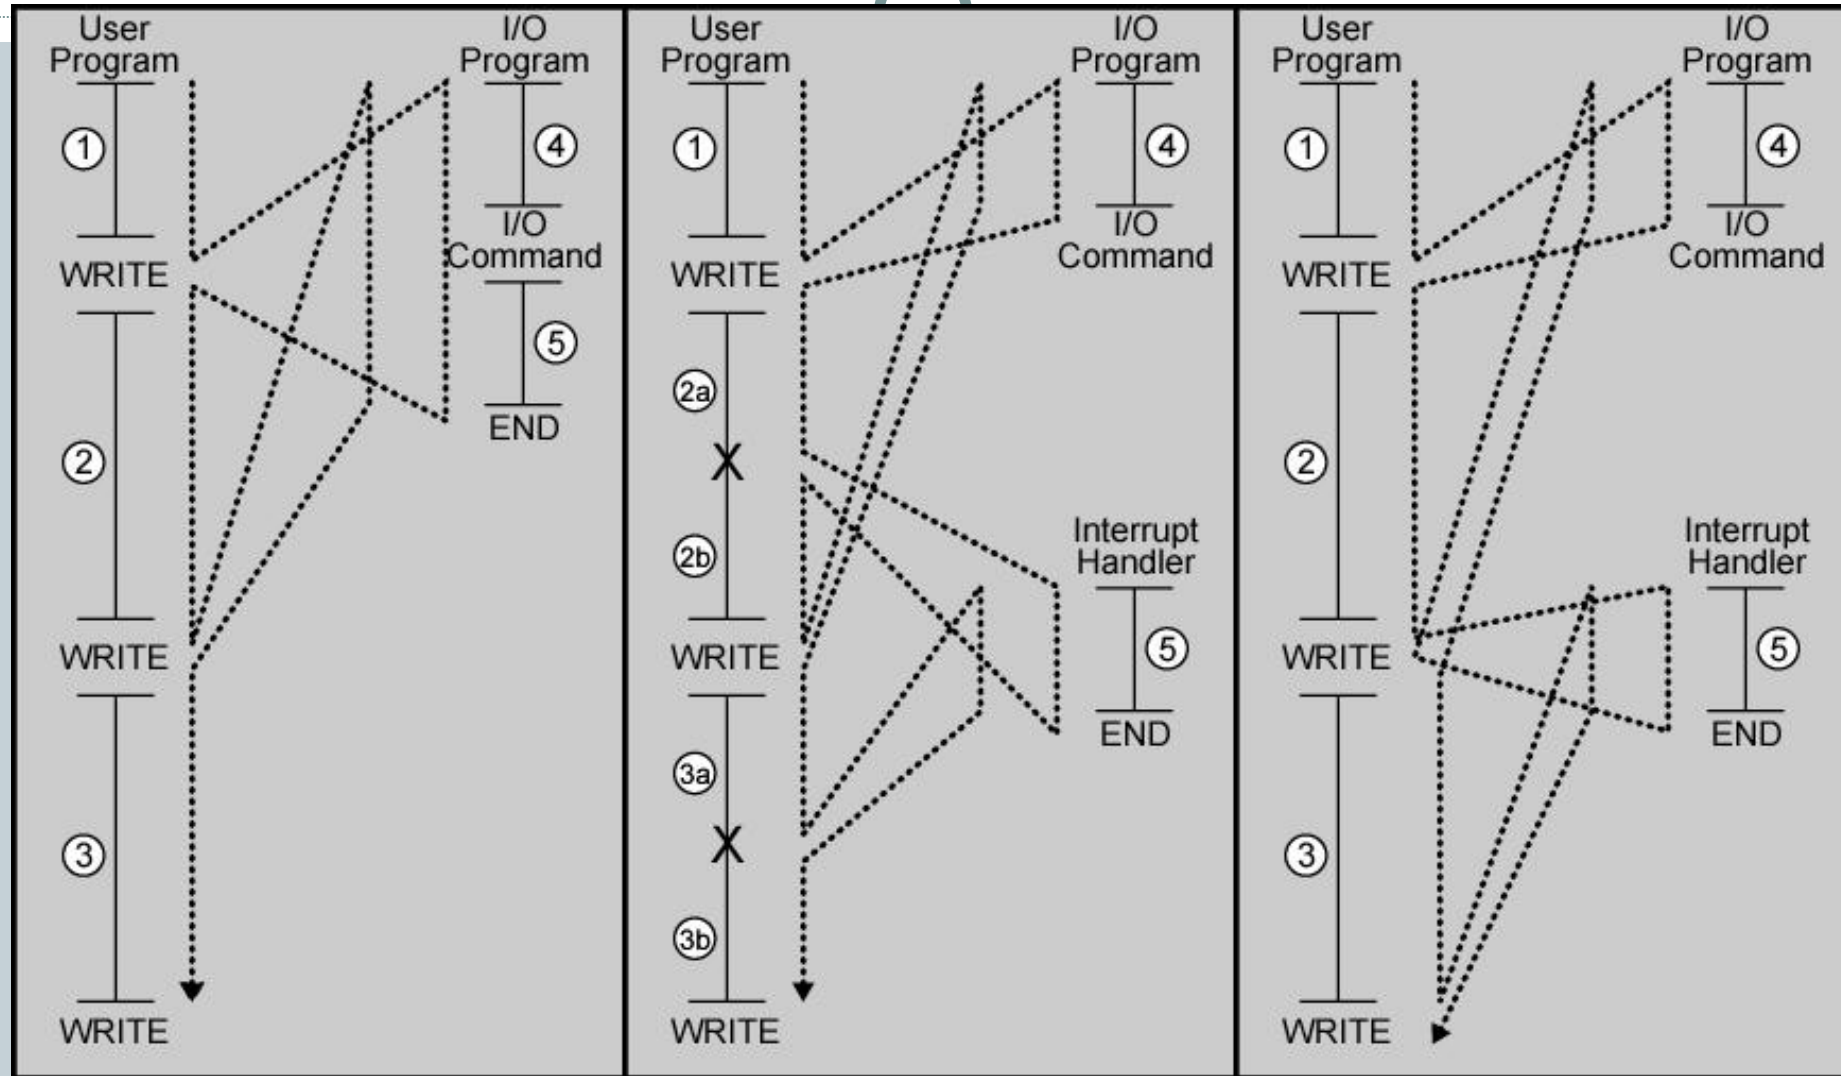 User
Program
I/O
Program
1
4
WRITE
I/O
Command
2
5
END
WRITE
3
WRITE
User
Program
I/O
Program
1
4
WRITE
I/O
Command
2a
X
2b
Interrupt
Handler
WRITE
5
END
3a
X
3b
WRITE
User
Program
I/O
Program
1
4
WRITE
I/O
Command
2
Interrupt
Handler
WRITE
5
END
3
WRITE